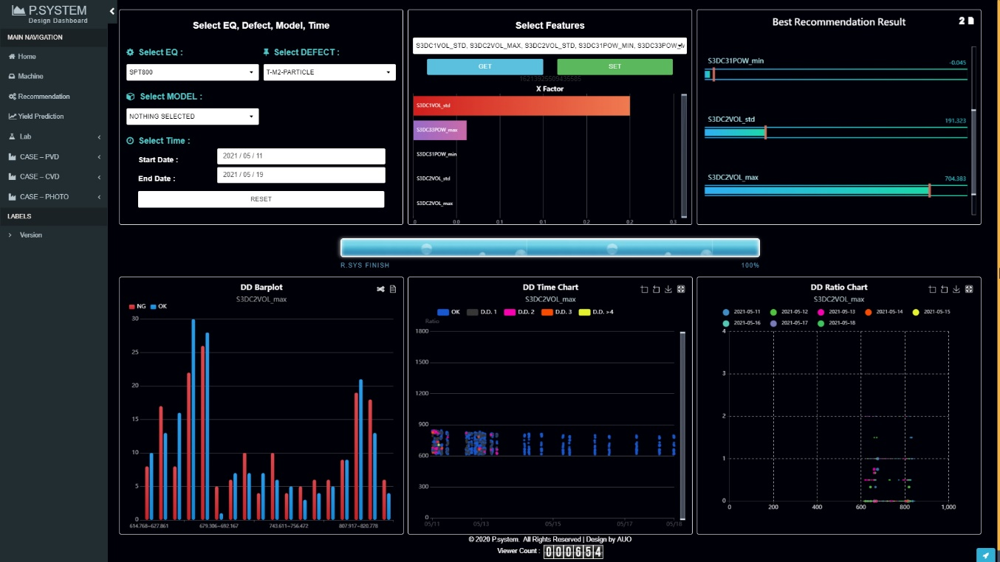 P.SYSTEM
Design Dashboard
MAIN NAVIGATION
Home
Machine
Recommendation
Yield Prediction
Lab
CASE – PVD
CASE – CVD
CASE – PHOTO
LABELS
Version
Select EQ, Defect, Model, Time
Select EQ :
Select DEFECT :
SPT800
T-M2-PARTICLE
Select MODEL :
NOTHING SELECTED
Select Time :
Start Date :
2021 / 05 / 11
End Date :
2021 / 05 / 19
RESET
Select Features
S3DC1VOL_STD, S3DC2VOL_MAX, S3DC2VOL_STD, S3DC31POW_MIN, S3DC33POW_M
GET
SET
X Factor
S3DC1VOL_std
S3DC33POW_max
S3DC31POW_min
S3DC2VOL_std
S3DC2VOL_max
0 0.0 0.1 0.1 0.2 0.2 0.3
Best Recommendation Result
2
S3DC31POW_min
-0.045
S3DC2VOL_std
191.323
S3DC2VOL_max
704.383
R.SYS FINISH
100%
DD Barplot
S3DC2VOL_max
NG OK
30
25
20
15
10
5
0
614.768~627.861 679.306~692.167 743.611~756.472 807.917~820.778
DD Time Chart
S3DC2VOL_max
OK D.D. 1 D.D. 2 D.D. 3 D.D. >4
Ratio
1800
1500
1200
900
600
300
0
05/11 05/13 05/15 05/17 05/18
DD Ratio Chart
S3DC2VOL_max
2021-05-11 2021-05-12 2021-05-13 2021-05-14 2021-05-15
2021-05-16 2021-05-17 2021-05-18
4
3
2
1
0
0 200 400 600 800 1,000
© 2020 P.system. All Rights Reserved | Design by AUO
Viewer Count : 000654